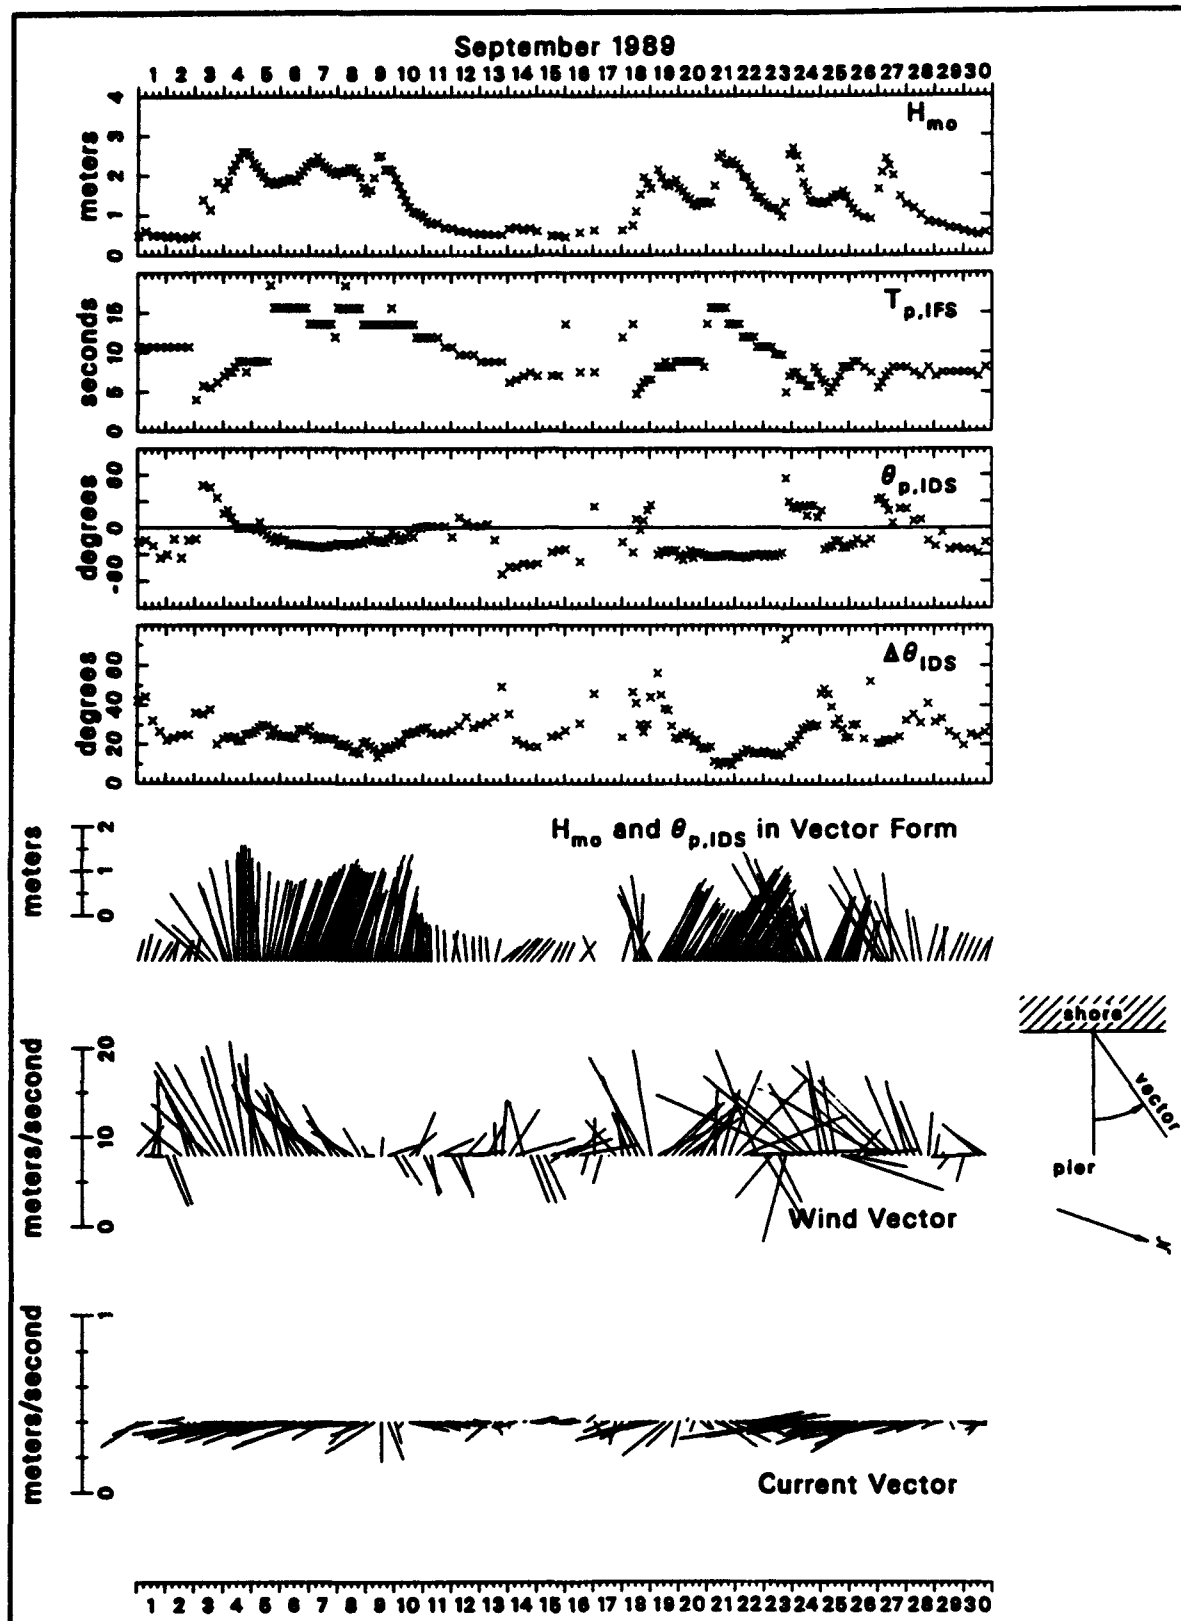 September 1989
1 2 3 4 5 6 7 8 9 10 11 12 13 14 15 16 17 18 19 20 21 22 23 24 25 26 27 28 29 30
meters
4
3
2
1
0
Hmo
seconds
15
10
5
0
Tp,IFS
degrees
60
0
-60
θp,IDS
degrees
60
40
20
0
ΔθIDS
meters
2
1
0
Hmo and θp,IDS in Vector Form
meters/second
20
10
0
Wind Vector
shore
vector
pier
N
meters/second
1
0
Current Vector
1 2 3 4 5 6 7 8 9 10 11 12 13 14 15 16 17 18 19 20 21 22 23 24 25 26 27 28 29 30